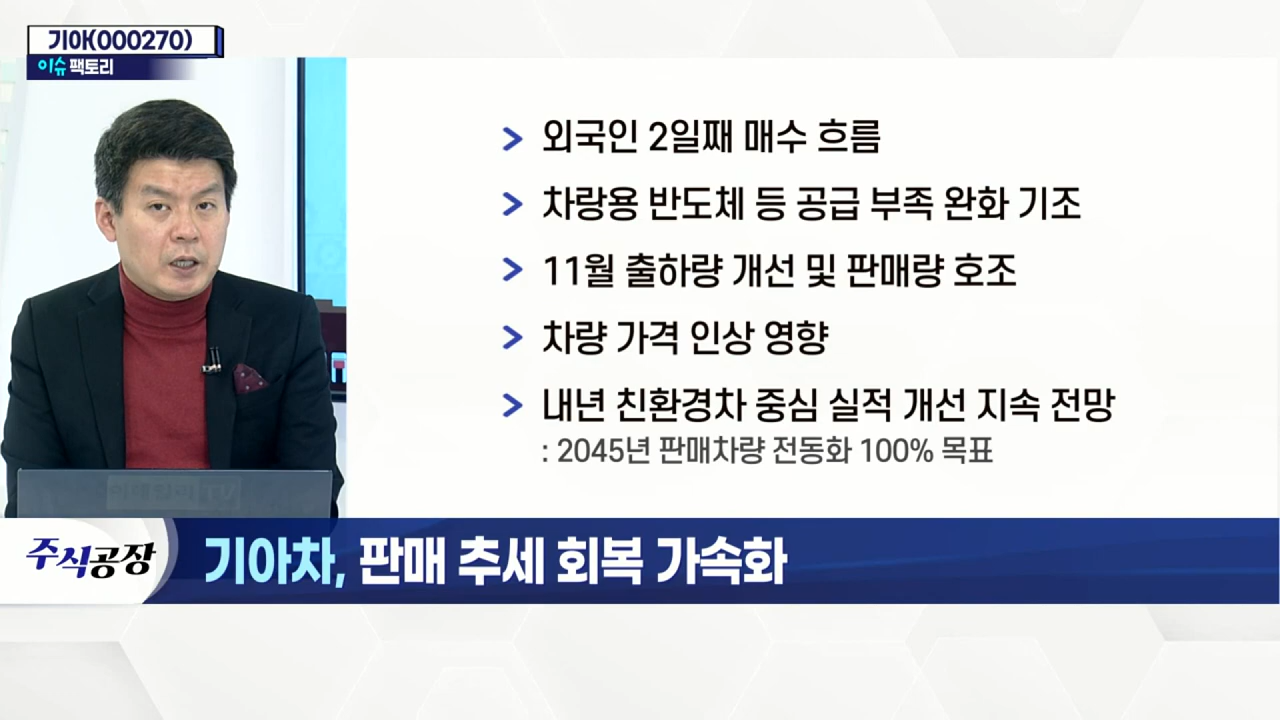 기아(000270)
이슈 팩토리
외국인 2일째 매수 흐름
차량용 반도체 등 공급 부족 완화 기조
11월 출하량 개선 및 판매량 호조
차량 가격 인상 영향
내년 친환경차 중심 실적 개선 지속 전망
: 2045년 판매차량 전동화 100% 목표
주식공장
기아차, 판매 추세 회복 가속화